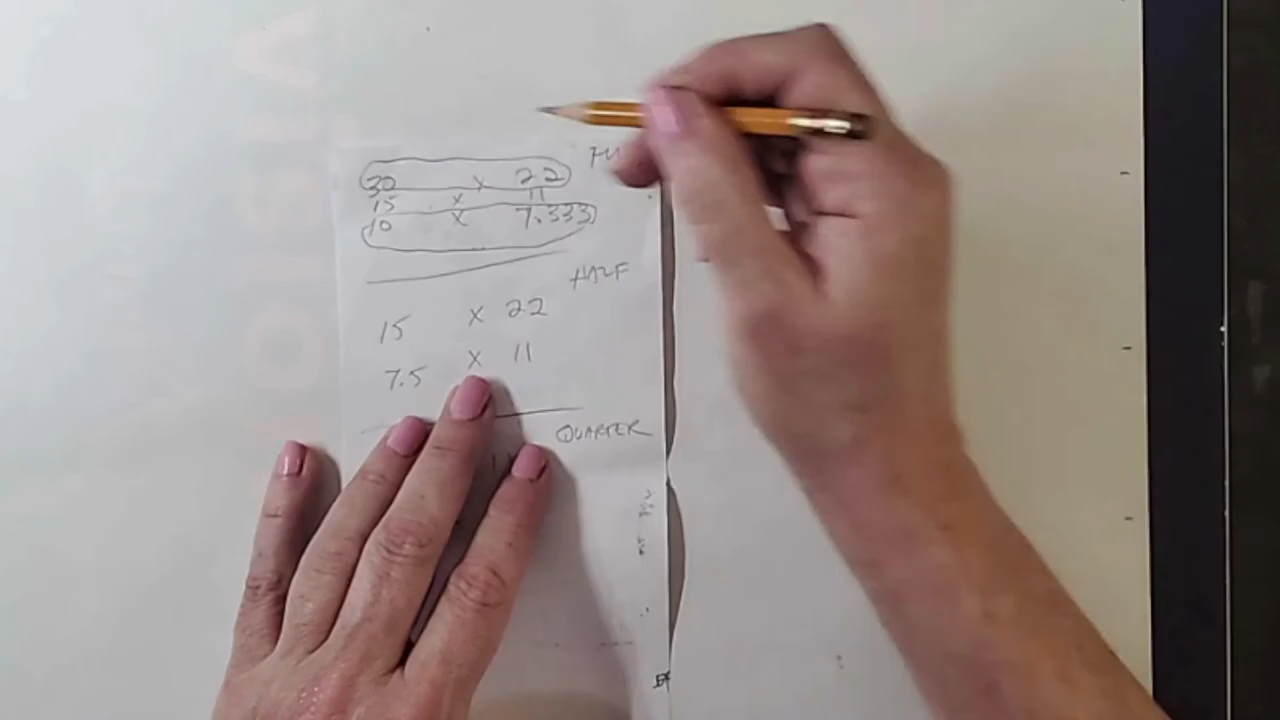 30 x 22
15 x 11
10 x 7.333
HALF
15 x 22
7.5 x 11
QUARTER